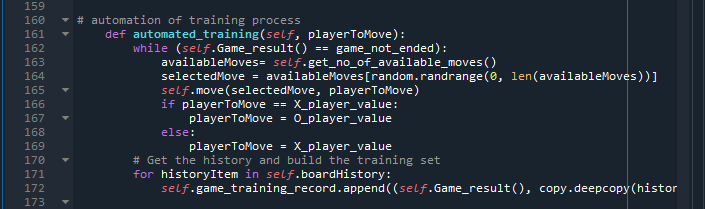 159
160 # automation of training process
161 def automated_training(self, playerToMove):
162 while (self.Game_result() == game_not_ended):
163 availableMoves= self.get_no_of_available_moves()
164 selectedMove = availableMoves[random.randrange(0, len(availableMoves))]
165 self.move(selectedMove, playerToMove)
166 if playerToMove == X_player_value:
167 playerToMove = O_player_value
168 else:
169 playerToMove = X_player_value
170 # Get the history and build the training set
171 for historyItem in self.boardHistory:
172 self.game_training_record.append((self.Game_result(), copy.deepcopy(histor
173